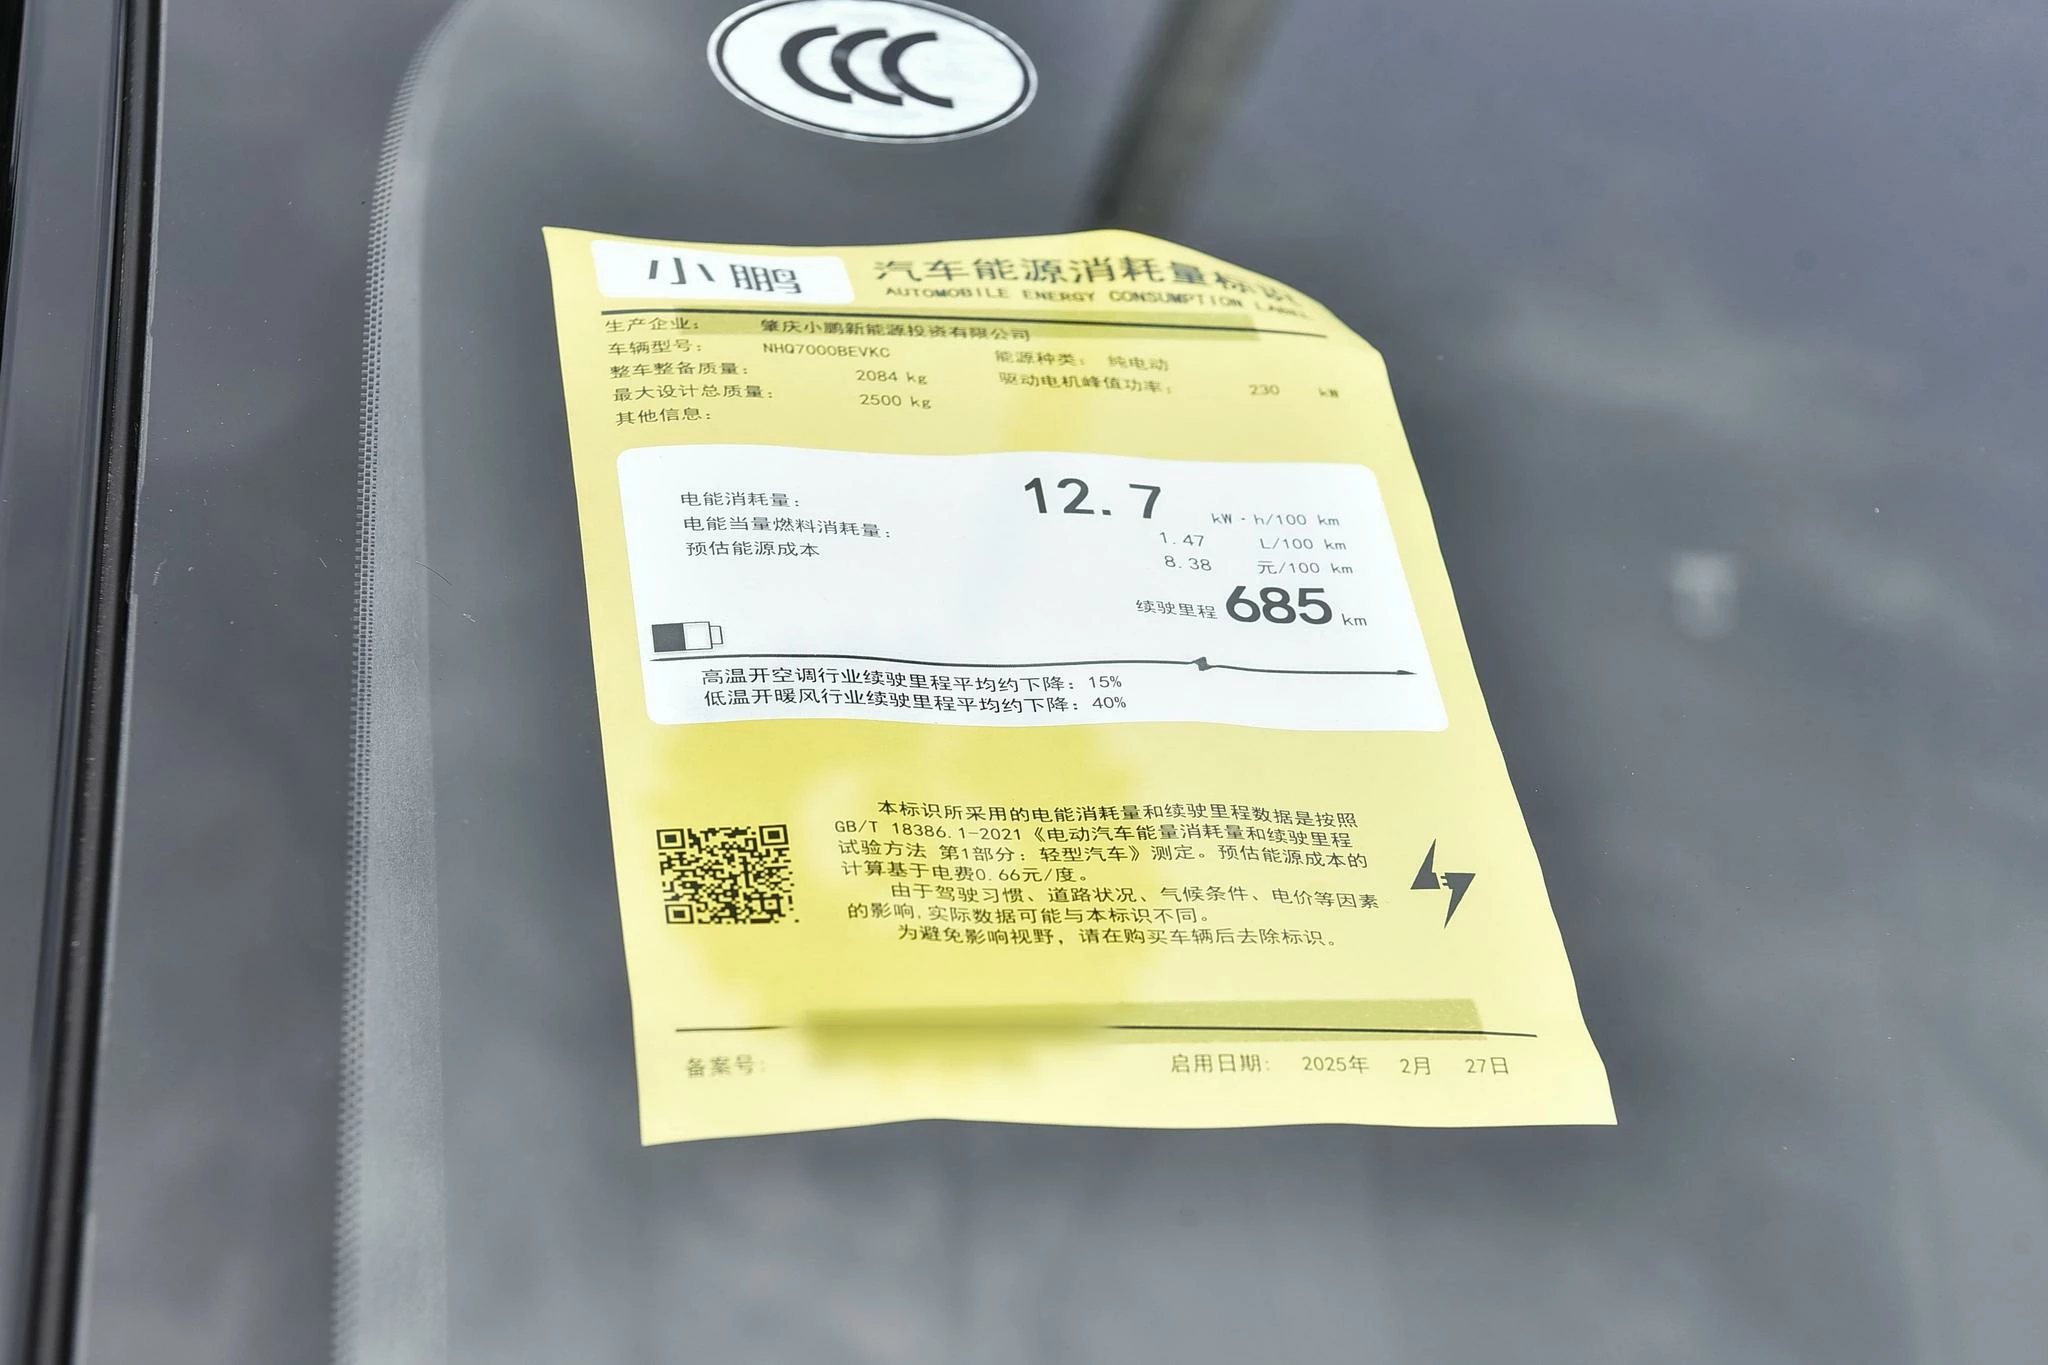 CCC
小鹏
汽车能源消耗量标识
AUTOMOBILE ENERGY CONSUMPTION LABEL
生产企业： 肇庆小鹏新能源投资有限公司
车辆型号： NHQ7000BEVKC 能源种类： 纯电动
整车整备质量： 2084 kg 驱动电机峰值功率： 230 kW
最大设计总质量： 2500 kg
其他信息：
电能消耗量： 12.7 kW·h/100 km
电能当量燃料消耗量： 1.47 L/100 km
预估能源成本 8.38 元/100 km
续驶里程 685 km
高温开空调行业续驶里程平均约下降：15%
低温开暖风行业续驶里程平均约下降：40%
本标识所采用的电能消耗量和续驶里程数据是按照
GB/T 18386.1-2021《电动汽车能量消耗量和续驶里程
试验方法 第1部分：轻型汽车》测定。预估能源成本的
计算基于电费0.66元/度。
由于驾驶习惯、道路状况、气候条件、电价等因素
的影响,实际数据可能与本标识不同。
为避免影响视野，请在购买车辆后去除标识。
备案号： 启用日期： 2025年 2月 27日